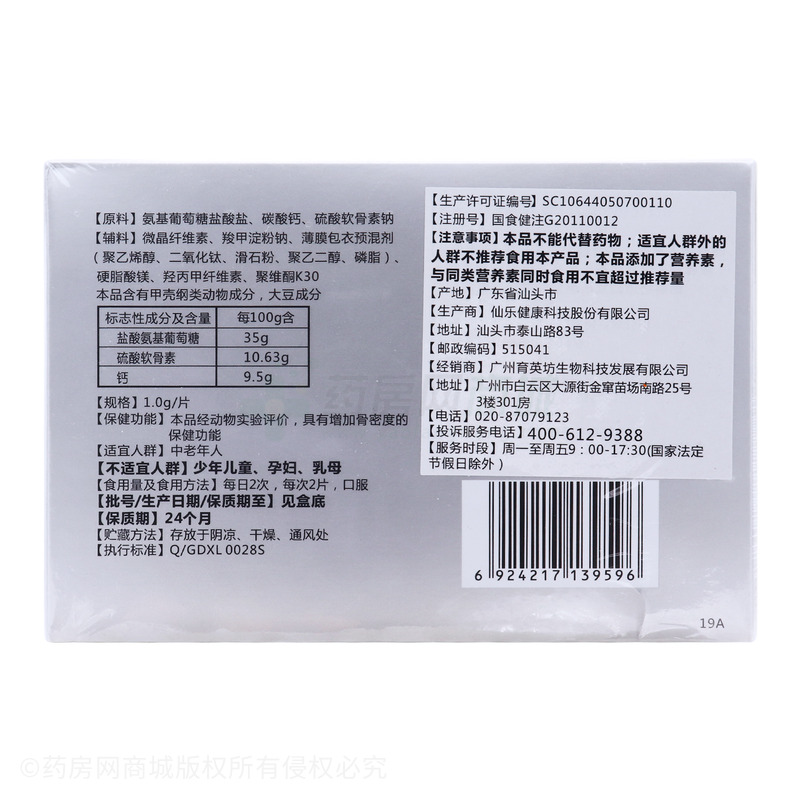 【原料】氨基葡萄糖盐酸盐、碳酸钙、硫酸软骨素钠
【辅料】微晶纤维素、羧甲淀粉钠、薄膜包衣预混剂
（聚乙烯醇、二氧化钛、滑石粉、聚乙二醇、磷脂）、
硬脂酸镁、羟丙甲纤维素、聚维酮K30
本品含有甲壳纲类动物成分，大豆成分
标志性成分及含量 每100g含
盐酸氨基葡萄糖 35g
硫酸软骨素 10.63g
钙 9.5g
【规格】1.0g/片
【保健功能】本品经动物实验评价，具有增加骨密度的
保健功能
【适宜人群】中老年人
【不适宜人群】少年儿童、孕妇、乳母
【食用量及食用方法】每日2次，每次2片，口服
【批号/生产日期/保质期至】见盒底
【保质期】24个月
【贮藏方法】存放于阴凉、干燥、通风处
【执行标准】Q/GDXL 0028S
【生产许可证编号】SC10644050700110
【注册号】国食健注G20110012
【注意事项】本品不能代替药物；适宜人群外的
人群不推荐食用本产品；本品添加了营养素，
与同类营养素同时食用不宜超过推荐量
【产地】广东省汕头市
【生产商】仙乐健康科技股份有限公司
【地址】汕头市泰山路83号
【邮政编码】515041
【经销商】广州育英坊生物科技发展有限公司
【地址】广州市白云区大源街金窜苗场南路25号
3楼301房
【电话】020-87079123
【投诉服务电话】400-612-9388
【服务时段】周一至周五9：00-17:30(国家法定
节假日除外）
6 924217 139596
19A
©药房网商城版权所有侵权必究